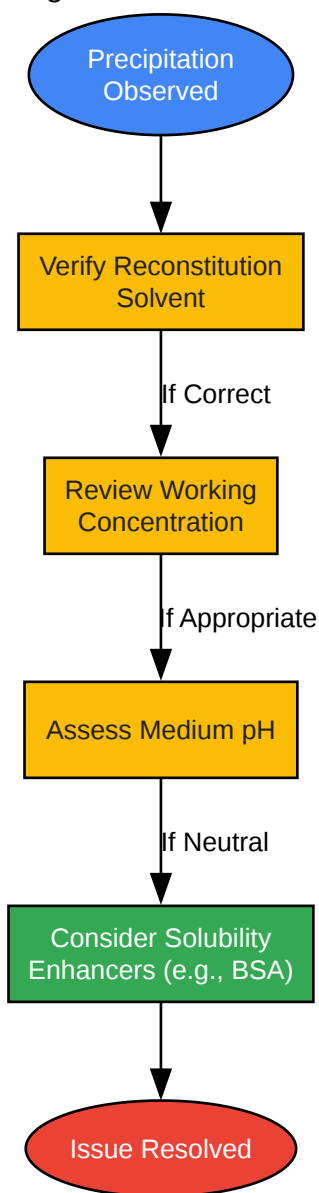 Precipitation
Observed
Verify Reconstitution
Solvent
If Correct
Review Working
Concentration
If Appropriate
Assess Medium pH
If Neutral
Consider Solubility
Enhancers (e.g., BSA)
Issue Resolved